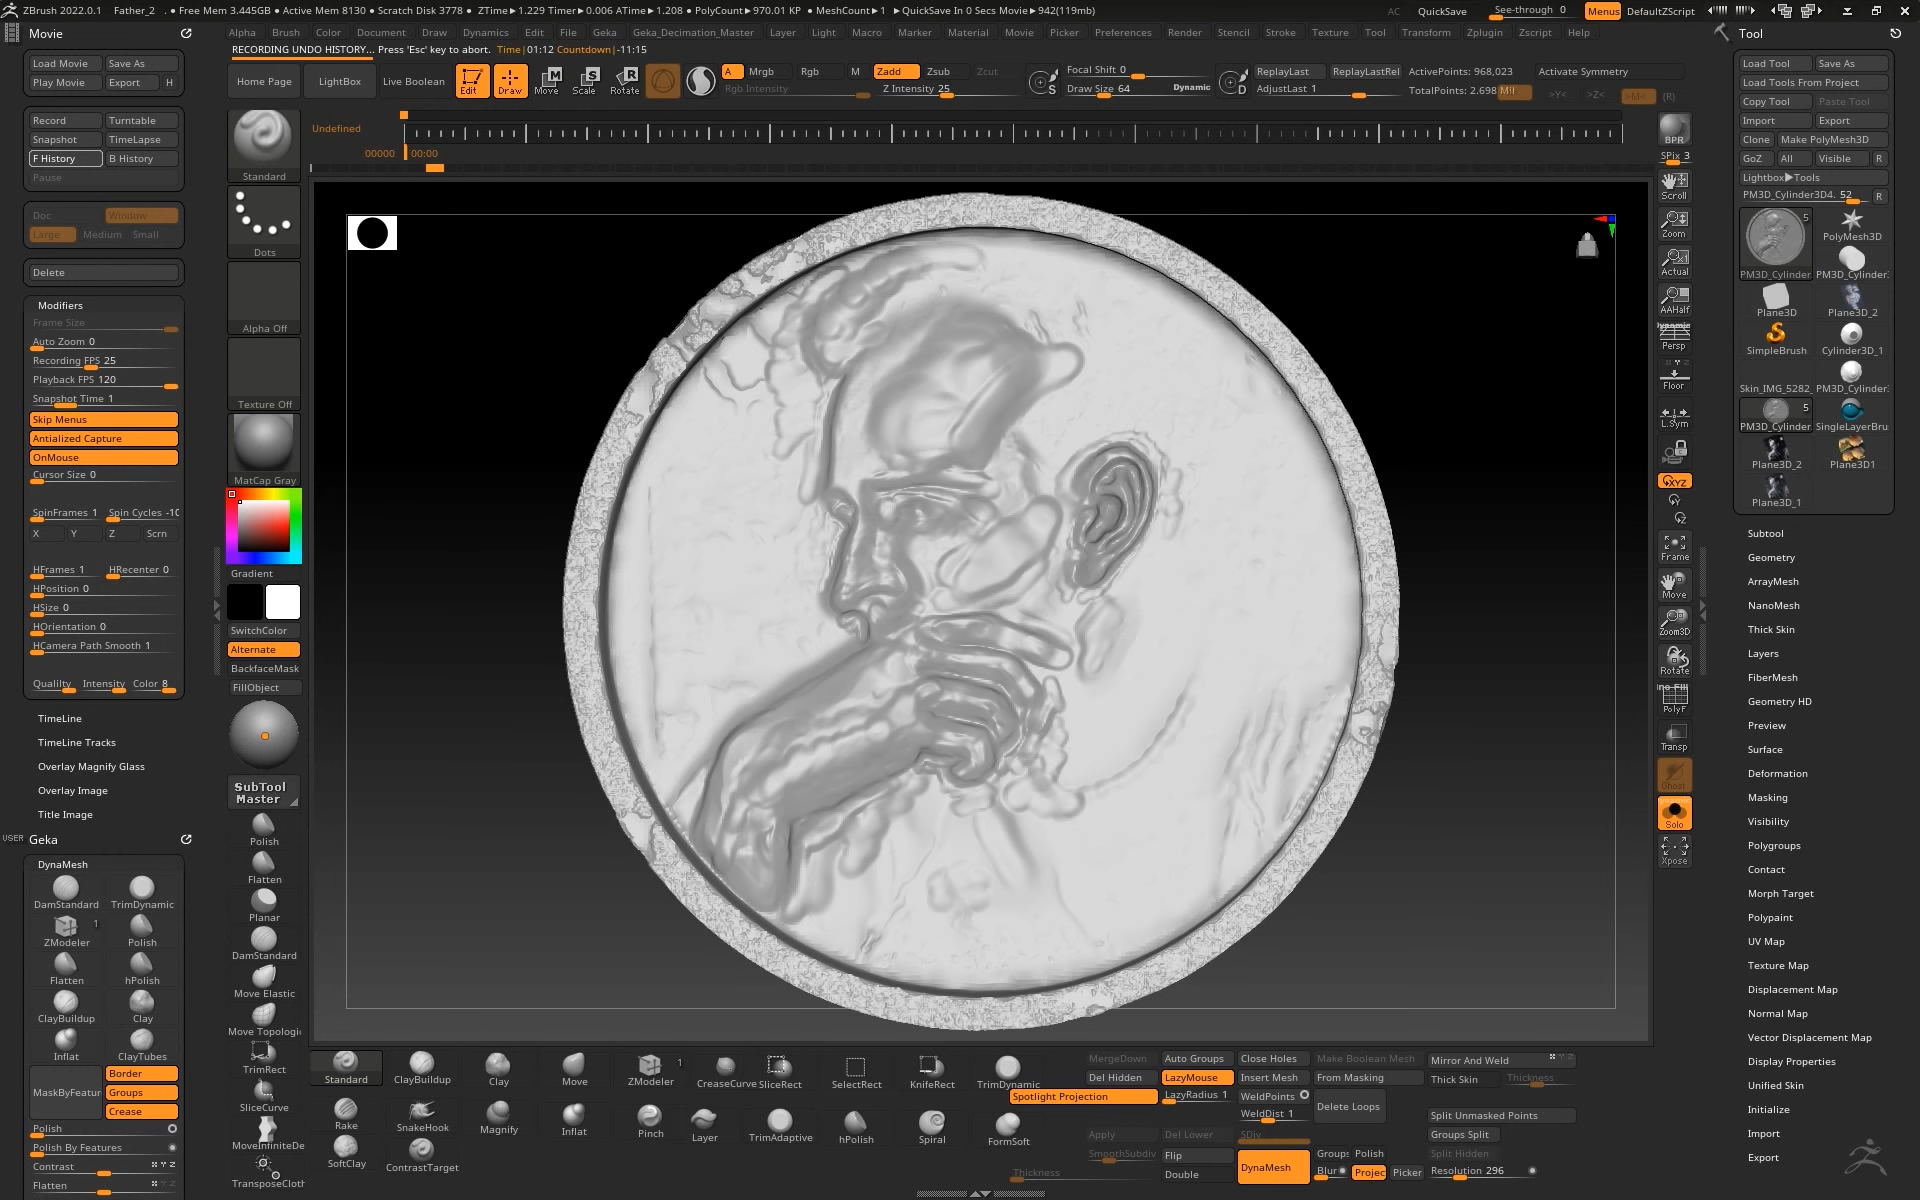 ZBrush 2022.0.1 Father_2 . • Free Mem 3.445GB • Active Mem 8130 • Scratch Disk 3778 • ZTime►1.229 Timer►0.006 ATime►1.208 • PolyCount►970.01 KP • MeshCount►1 ►QuickSave In 0 Secs Movie►942(119mb) AC QuickSave See-through 0 Menus DefaultZScript
Alpha Brush Color Document Draw Dynamics Edit File Geka Geka_Decimation_Master Layer Light Macro Marker Material Movie Picker Preferences Render Stencil Stroke Texture Tool Transform Zplugin Zscript Help
RECORDING UNDO HISTORY... Press 'Esc' key to abort. Time|01:12 Countdown|-11:15
Movie
Load Movie Save As
Play Movie Export H
Record Turntable
Snapshot TimeLapse
F History B History
Pause
Doc Window
Large Medium Small
Delete
Modifiers
Frame Size
Auto Zoom 0
Recording FPS 25
Playback FPS 120
Snapshot Time 1
Skip Menus
Antialized Capture
OnMouse
Cursor Size 0
SpinFrames 1 Spin Cycles -10
X Y Z Scrn
HFrames 1 HRecenter 0
HPosition 0
HSize 0
HOrientation 0
HCamera Path Smooth 1
Quality Intensity Color 8
TimeLine
TimeLine Tracks
Overlay Magnify Glass
Overlay Image
Title Image
USER Geka
DynaMesh
DamStandard TrimDynamic
ZModeler 1 Polish
Flatten hPolish
ClayBuildup Clay
Inflat ClayTubes
MaskByFeatur Border
Groups
Crease
Polish
Polish By Features
Contrast
Flatten
Home Page LightBox Live Boolean Edit Draw Move Scale Rotate
A Mrgb Rgb M Zadd Zsub Zcut
Rgb Intensity Z Intensity 25
S Focal Shift 0
Draw Size 64 Dynamic
D ReplayLast ReplayLastRel ActivePoints: 968,023 Activate Symmetry
AdjustLast 1 TotalPoints: 2.698 Mil >Y< >Z< >M< (R)
Undefined
00000 00:00
Standard
Dots
Alpha Off
Texture Off
MatCap Gray
Gradient
SwitchColor
Alternate
BackfaceMask
FillObject
SubTool
Master
Polish
Flatten
Planar
DamStandard
Move Elastic
Move Topologic
TrimRect
SliceCurve
MoveInfiniteDe
TransposeCloth
BPR
SPix 3
Scroll
Zoom
Actual
AAHalf
Dynamic
Persp
Floor
L.Sym
XYZ
Y
Z
Frame
Move
Zoom3D
Rotate
PolyF
Transp
Ghost
Solo
Xpose
Tool
Load Tool Save As
Load Tools From Project
Copy Tool Paste Tool
Import Export
Clone Make PolyMesh3D
GoZ All Visible R
Lightbox►Tools
PM3D_Cylinder3D4. 52 R
5
PolyMesh3D
PM3D_Cylinder PM3D_Cylinder:
Plane3D Plane3D_2
SimpleBrush Cylinder3D_1
Skin_IMG_5282_ PM3D_Cylinder:
5
PM3D_Cylinder SingleLayerBru
Plane3D_2 Plane3D1
Plane3D_1
Subtool
Geometry
ArrayMesh
NanoMesh
Thick Skin
Layers
FiberMesh
Geometry HD
Preview
Surface
Deformation
Masking
Visibility
Polygroups
Contact
Morph Target
Polypaint
UV Map
Texture Map
Displacement Map
Normal Map
Vector Displacement Map
Display Properties
Unified Skin
Initialize
Import
Export
Standard ClayBuildup Clay Move ZModeler 1 CreaseCurve SliceRect SelectRect KnifeRect TrimDynamic
Spotlight Projection
Rake SnakeHook Magnify Inflat Pinch Layer TrimAdaptive hPolish Spiral FormSoft
SoftClay ContrastTarget
Thickness
MergeDown Auto Groups Close Holes Make Boolean Mesh Mirror And Weld
Del Hidden LazyMouse Insert Mesh From Masking Thick Skin Thickness
LazyRadius 1 WeldPoints Delete Loops
WeldDist 1 Split Unmasked Points
Apply Del Lower SDiv Groups Split
SmoothSubdiv Flip DynaMesh Groups Polish Split Hidden
Double Blur Projec Picker Resolution 296